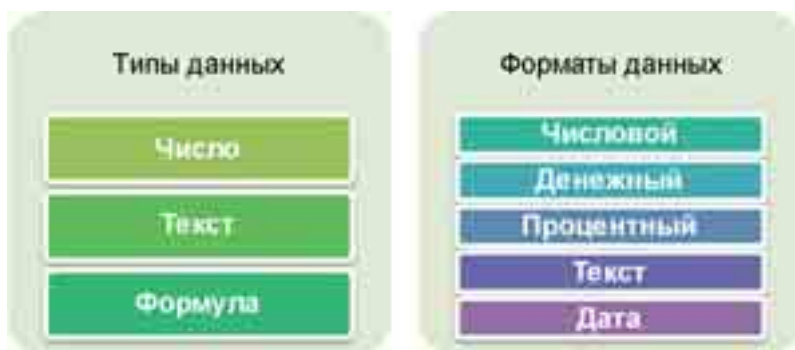 Типы данных
Число
Текст
Формула
Форматы данных
Числовой
Денежный
Процентный
Текст
Дата